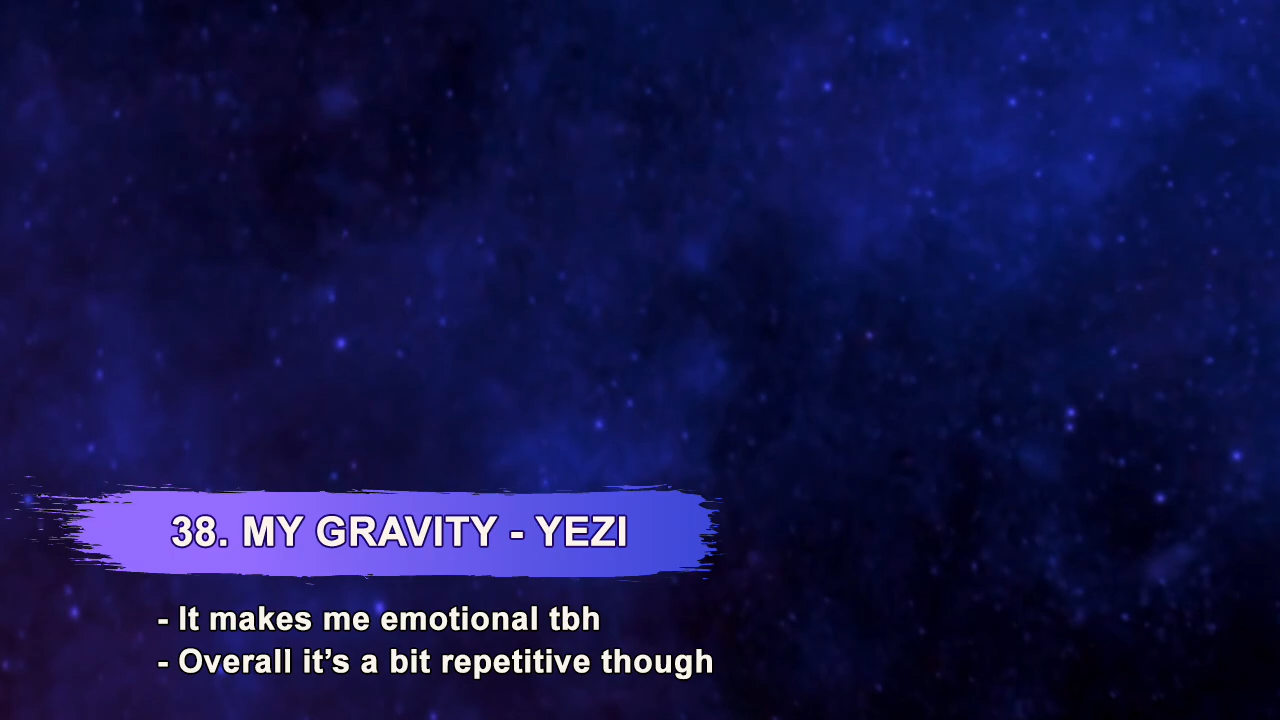 38. MY GRAVITY - YEZI
- It makes me emotional tbh
- Overall it’s a bit repetitive though